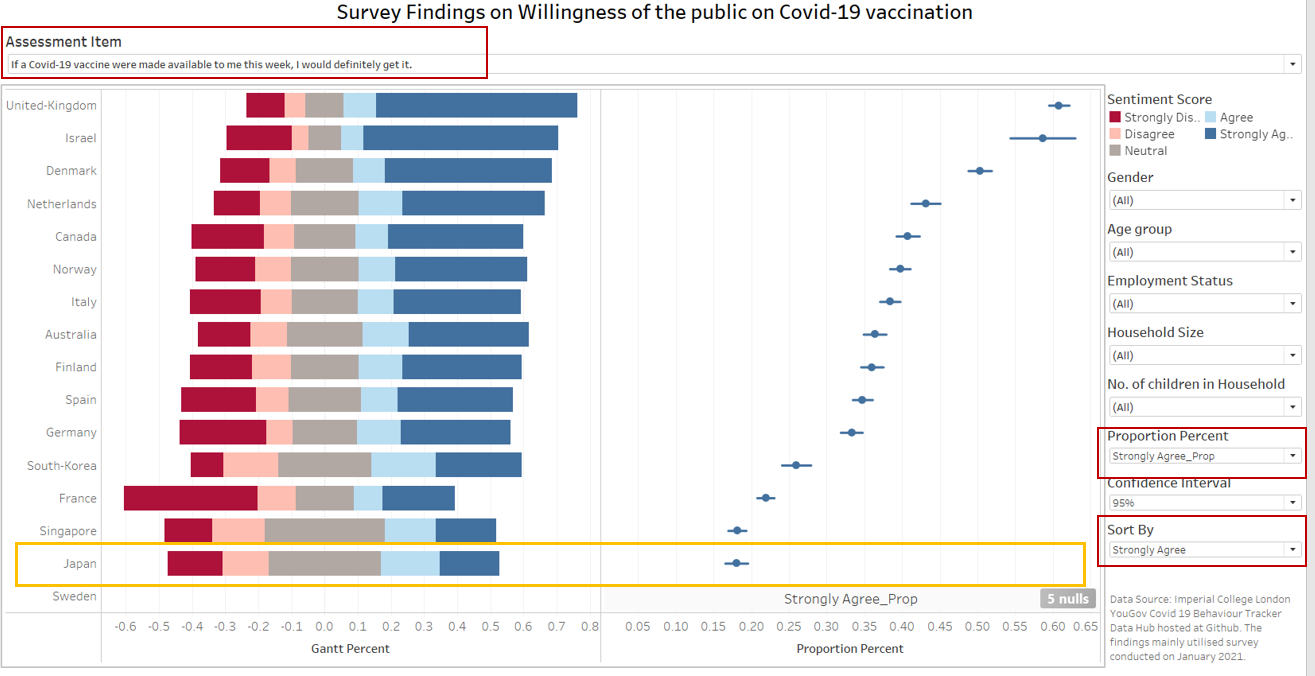 Survey Findings on Willingness of the public on Covid-19 vaccination
Assessment Item
If a Covid-19 vaccine were made available to me this week, I would definitely get it.
United-Kingdom
Israel
Denmark
Netherlands
Canada
Norway
Italy
Australia
Finland
Spain
Germany
South-Korea
France
Singapore
Japan
Sweden
Strongly Agree_Prop
5 nulls
-0.6 -0.5 -0.4 -0.3 -0.2 -0.1 0.0 0.1 0.2 0.3 0.4 0.5 0.6 0.7 0.8
0.05 0.10 0.15 0.20 0.25 0.30 0.35 0.40 0.45 0.50 0.55 0.60 0.65
Gantt Percent
Proportion Percent
Sentiment Score
Strongly Dis.. Agree
Disagree Strongly Ag..
Neutral
Gender
(All)
Age group
(All)
Employment Status
(All)
Household Size
(All)
No. of children in Household
(All)
Proportion Percent
Strongly Agree_Prop
Confidence Interval
95%
Sort By
Strongly Agree
Data Source: Imperial College London
YouGov Covid 19 Behaviour Tracker
Data Hub hosted at Github. The
findings mainly utilised survey
conducted on January 2021.